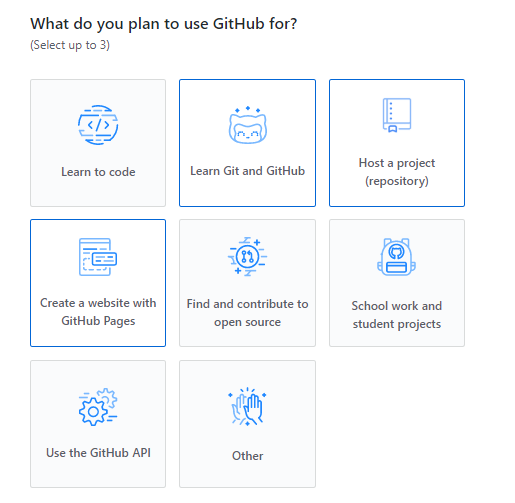 What do you plan to use GitHub for?
(Select up to 3)
Learn to code
Learn Git and GitHub
Host a project
(repository)
Create a website with
GitHub Pages
Find and contribute to
open source
School work and
student projects
Use the GitHub API
Other